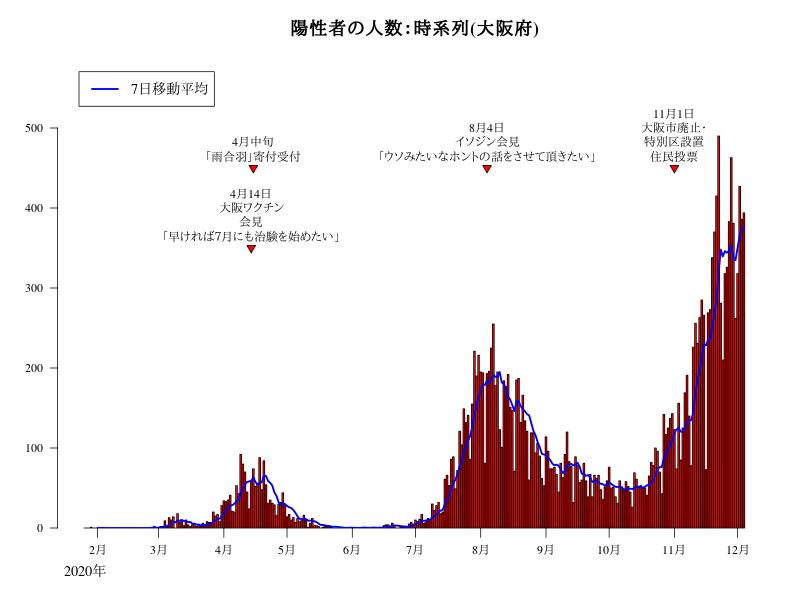 陽性者の人数：時系列(大阪府)
7日移動平均
11月1日
大阪市廃止・
特別区設置
住民投票
8月4日
イソジン会見
「ウソみたいなホントの話をさせて頂きたい」
4月中旬
「雨合羽」寄付受付
4月14日
大阪ワクチン
会見
「早ければ7月にも治験を始めたい」
500
400
300
200
100
0
2月 3月 4月 5月 6月 7月 8月 9月 10月 11月 12月
2020年